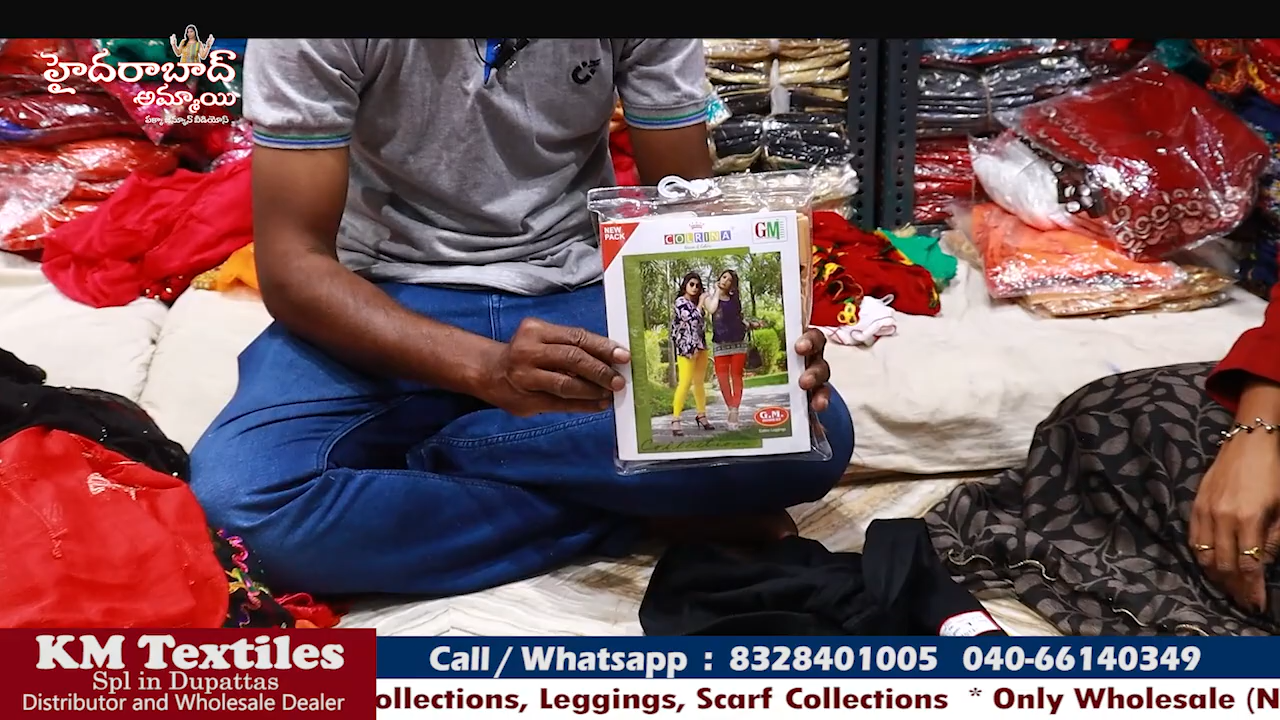 హైదరాబాద్
అమ్మాయి
NEW
PACK
COLRINA
GM
G.M.
KM Textiles
Spl in Dupattas
Distributor and Wholesale Dealer
Call / Whatsapp : 8328401005 040-66140349
ollections, Leggings, Scarf Collections * Only Wholesale (N